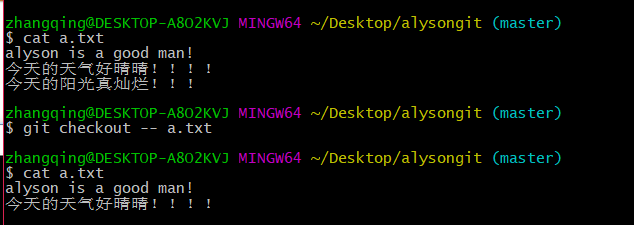 zhangqing@DESKTOP-A8O2KVJ MINGW64 ~/Desktop/alysongit (master)
$ cat a.txt
alyson is a good man!
今天的天气好晴晴！！！！
今天的阳光真灿烂！！！
zhangqing@DESKTOP-A8O2KVJ MINGW64 ~/Desktop/alysongit (master)
$ git checkout -- a.txt
zhangqing@DESKTOP-A8O2KVJ MINGW64 ~/Desktop/alysongit (master)
$ cat a.txt
alyson is a good man!
今天的天气好晴晴！！！！